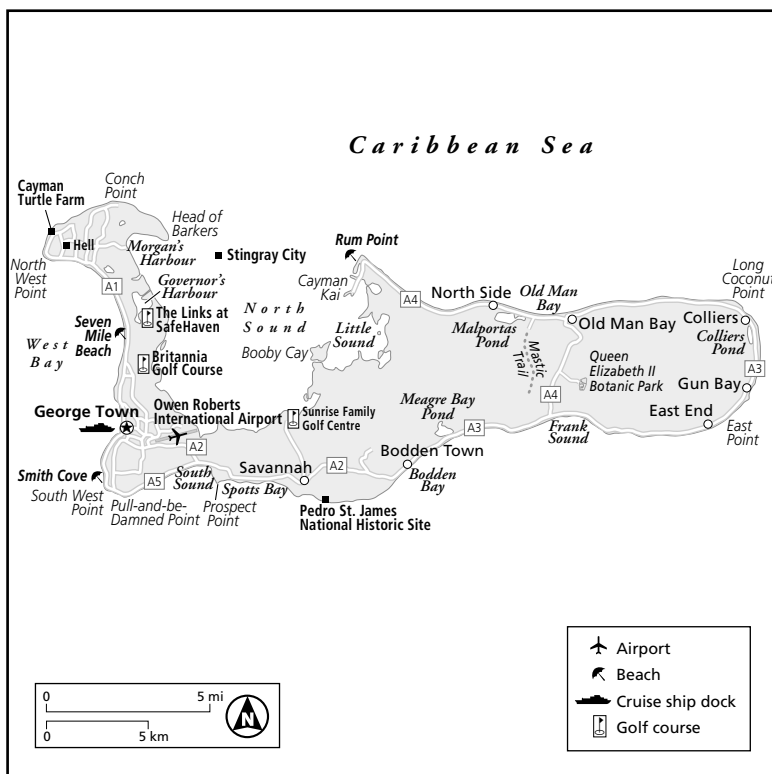 Caribbean Sea
Conch
Point
Cayman
Turtle Farm
Head of
Barkers
Hell
Morgan's
Harbour
Stingray City
Rum Point
North
West
Point
Governor's
Harbour
Cayman
Kai
Long
Coconut
Point
A1
A4
North Side
Old Man
Bay
The Links at
SafeHaven
North
Sound
Little
Sound
Malportas
Pond
Old Man Bay
Colliers
Colliers
Pond
Seven
Mile
Beach
West
Bay
Britannia
Golf Course
Booby Cay
Mastic
Trail
Queen
Elizabeth II
Botanic Park
A3
Gun Bay
George Town
Owen Roberts
International Airport
Sunrise Family
Golf Centre
Meagre Bay
Pond
A4
East End
East
Point
A3
Frank
Sound
A2
Smith Cove
South West
Point
A5
South
Sound
Savannah
A2
Bodden Town
Bodden
Bay
Pull-and-be-
Damned Point
Prospect
Point
Spotts Bay
Pedro St. James
National Historic Site
0
5 mi
0
5 km
N
Airport
Beach
Cruise ship dock
Golf course